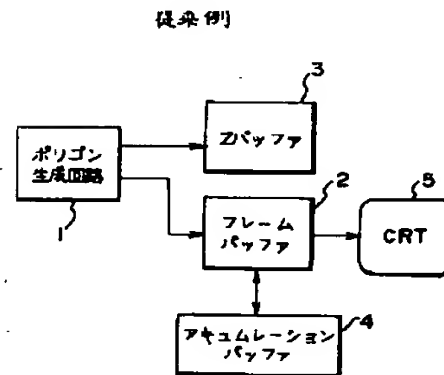 従来例
3
Zバッファ
ポリゴン
生成回路
1
2
フレーム
バッファ
5
CRT
アキュムレーション
バッファ
4